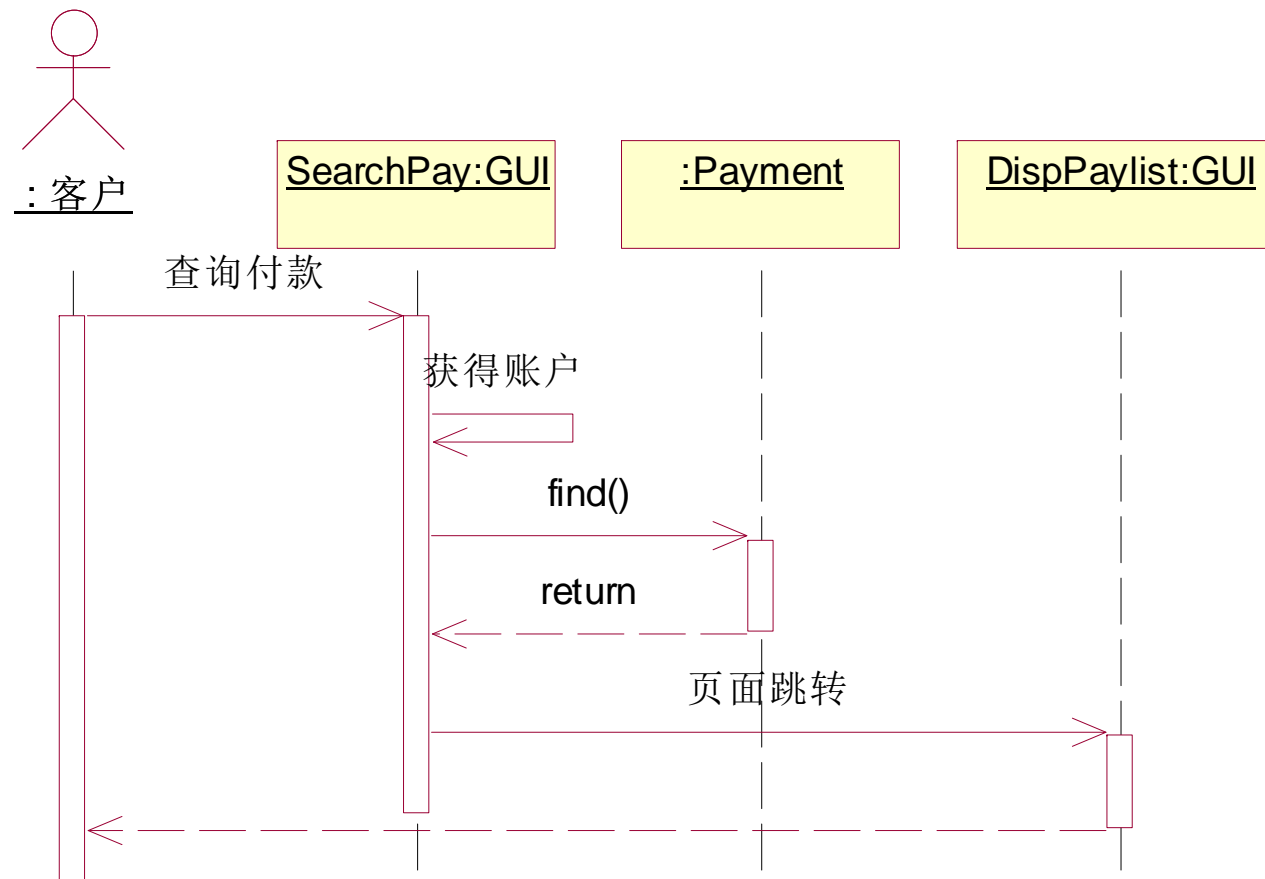 : 客户
SearchPay:GUI
:Payment
DispPaylist:GUI
查询付款
获得账户
find()
return
页面跳转